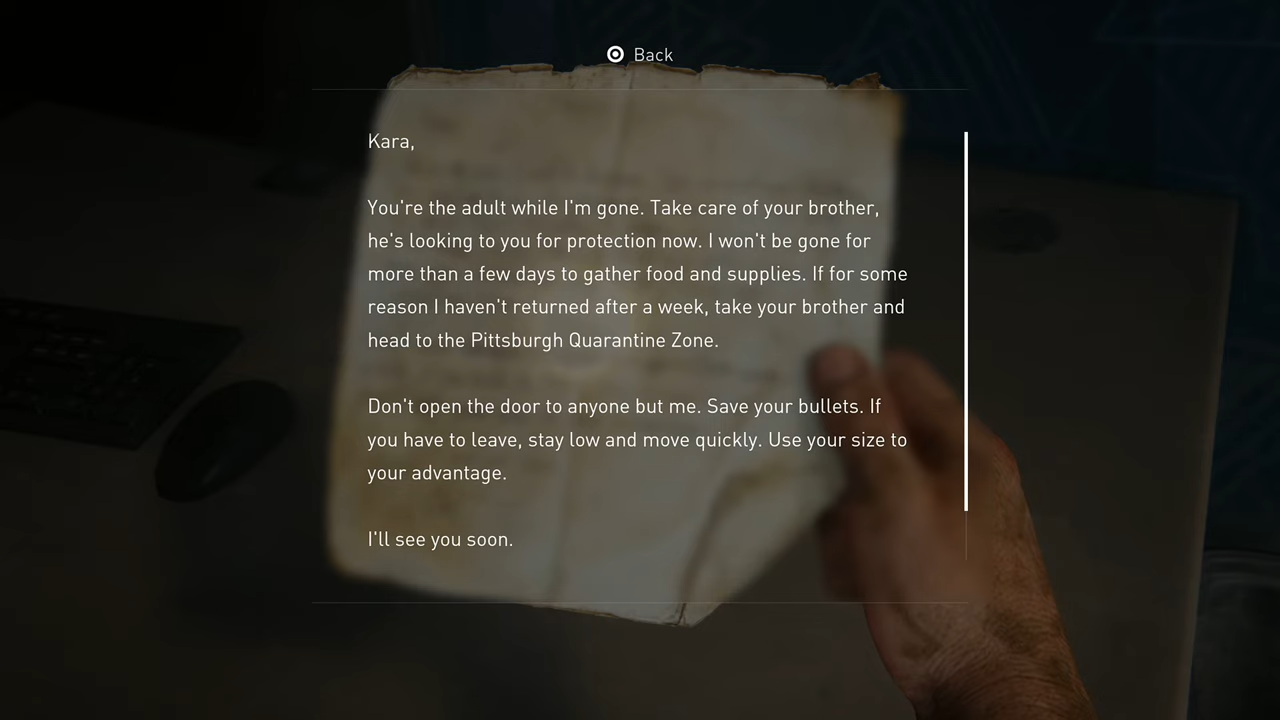 Back
Kara,
You're the adult while I'm gone. Take care of your brother,
he's looking to you for protection now. I won't be gone for
more than a few days to gather food and supplies. If for some
reason I haven't returned after a week, take your brother and
head to the Pittsburgh Quarantine Zone.
Don't open the door to anyone but me. Save your bullets. If
you have to leave, stay low and move quickly. Use your size to
your advantage.
I'll see you soon.